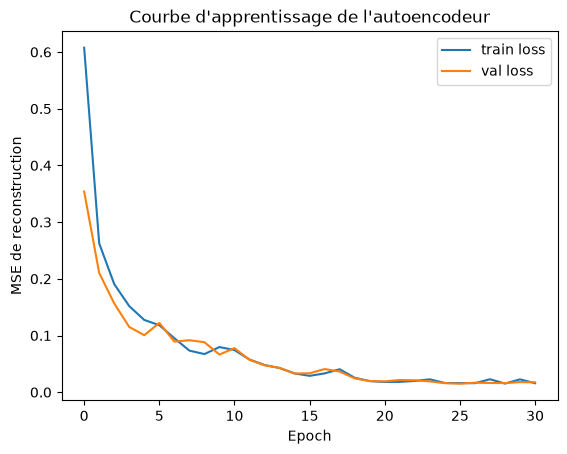 Courbe d'apprentissage de l'autoencodeur
train loss
val loss
MSE de reconstruction
0.6
0.5
0.4
0.3
0.2
0.1
0.0
0 5 10 15 20 25 30
Epoch